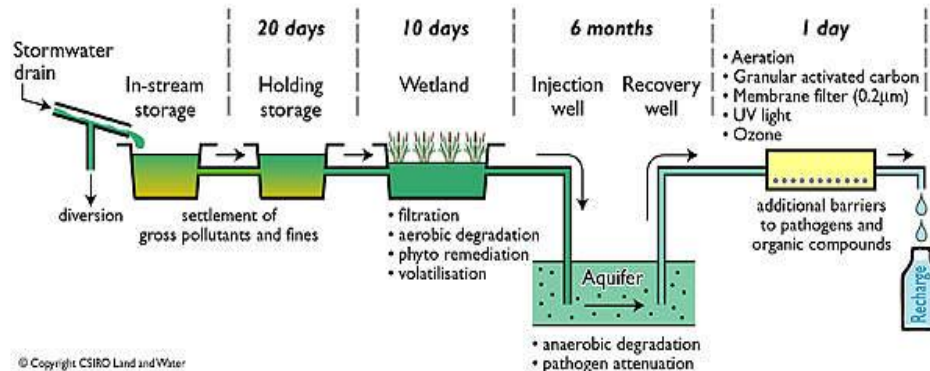 20 days
10 days
6 months
1 day
Stormwater
drain
In-stream
storage
Holding
storage
Wetland
Injection
well
Recovery
well
• Aeration
• Granular activated carbon
• Membrane filter (0.2µm)
• UV light
• Ozone
diversion
settlement of
gross pollutants and fines
• filtration
• aerobic degradation
• phyto remediation
• volatilisation
Aquifer
• anaerobic degradation
• pathogen attenuation
additional barriers
to pathogens and
organic compounds
Recharge
© Copyright CSIRO Land and Water